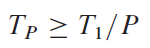 T_P ≥ T_1/P